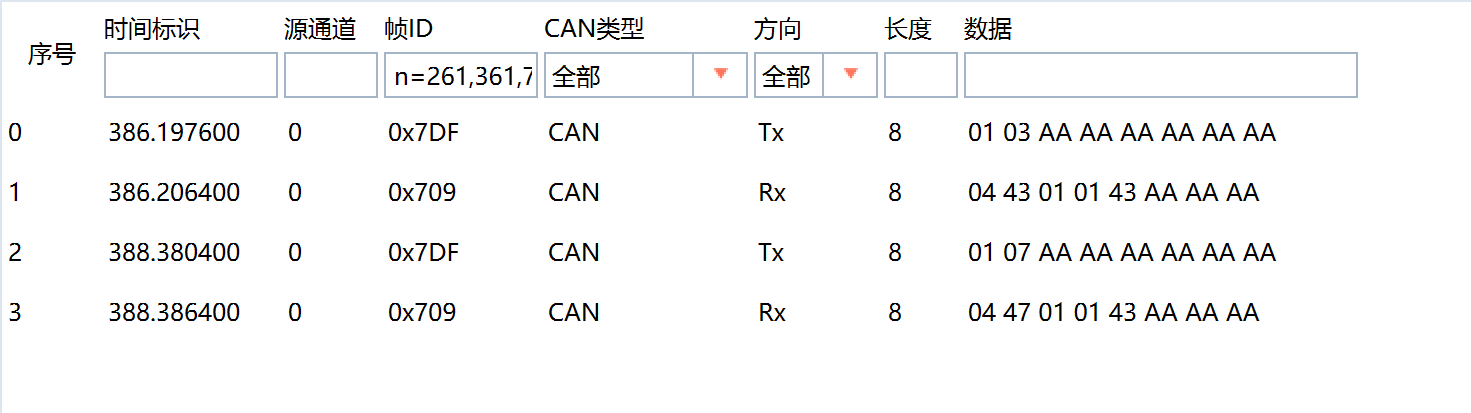 序号 时间标识 源通道 帧ID CAN类型 方向 长度 数据
n=261,361,7 全部 全部
0 386.197600 0 0x7DF CAN Tx 8 01 03 AA AA AA AA AA AA
1 386.206400 0 0x709 CAN Rx 8 04 43 01 01 43 AA AA AA
2 388.380400 0 0x7DF CAN Tx 8 01 07 AA AA AA AA AA AA
3 388.386400 0 0x709 CAN Rx 8 04 47 01 01 43 AA AA AA